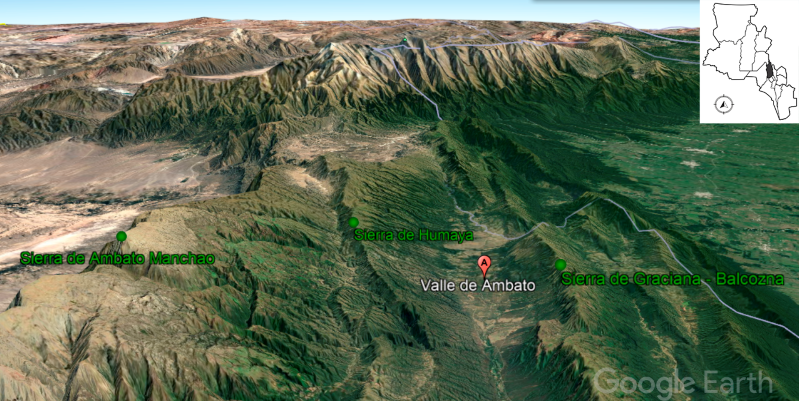 Sierra de Humaya
Sierra de Ambato Manchao
A
Valle de Ambato
Sierra de Graciana - Balcozna
Google Earth